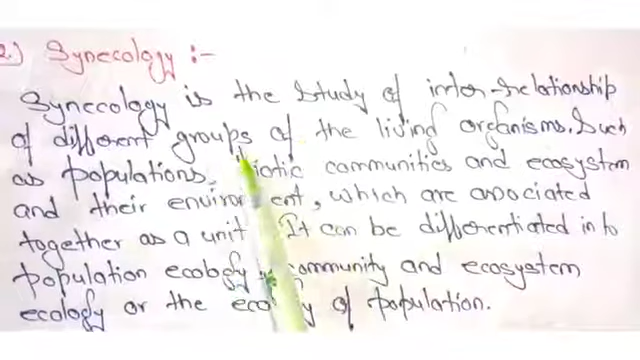 2.) Synecology :-
Synecology is the study of inter-relationship
of different groups of the living organisms. Such
as populations, biotic communities and ecosystem
and their environment, which are associated
together as a unit. It can be differentiated in to
population ecology, community and ecosystem
ecology or the ecology of population.